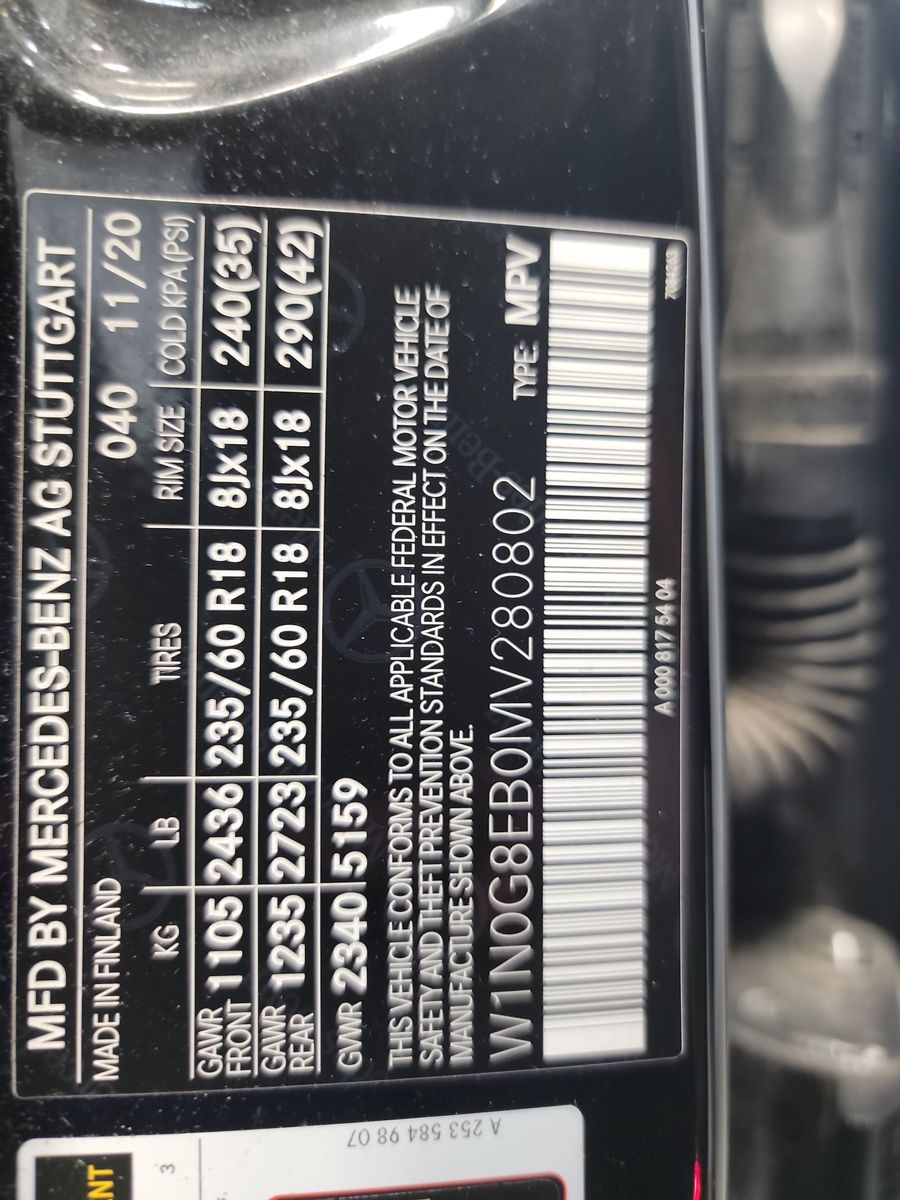 MFD BY MERCEDES-BENZ AG STUTTGART
MADE IN FINLAND 040 11/20
KG LB TIRES RIM SIZE COLD KPA(PSI)
GAWR FRONT 1105 2436 235/60 R18 8Jx18 240(35)
GAWR REAR 1235 2723 235/60 R18 8Jx18 290(42)
GWR 2340 5159
THIS VEHICLE CONFORMS TO ALL APPLICABLE FEDERAL MOTOR VEHICLE
SAFETY AND THEFT PREVENTION STANDARDS IN EFFECT ON THE DATE OF
MANUFACTURE SHOWN ABOVE.
W1N0G8EB0MV280802 TYPE: MPV
A 000 817 54 04
A 253 584 98 07
3